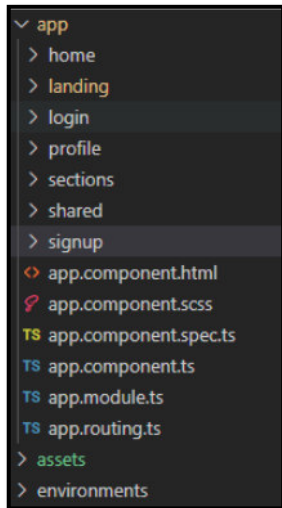 app
home
landing
login
profile
sections
shared
signup
<> app.component.html
app.component.scss
TS app.component.spec.ts
TS app.component.ts
TS app.module.ts
TS app.routing.ts
assets
environments